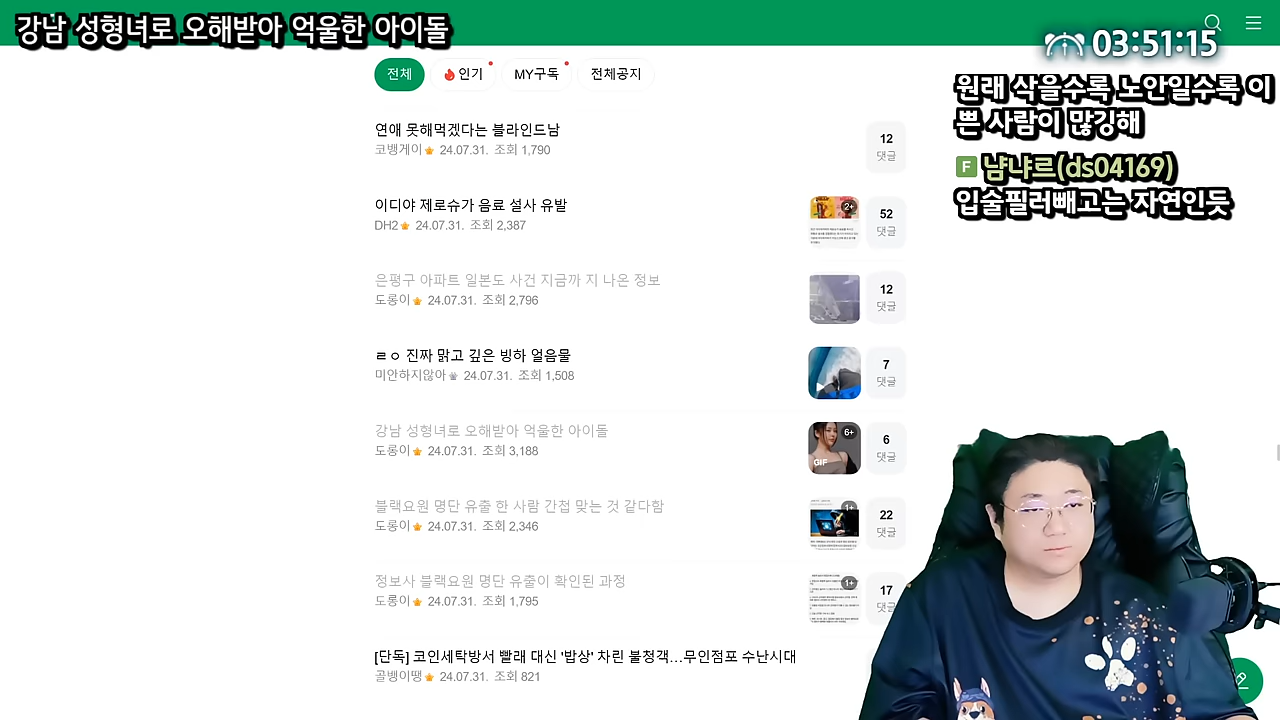 강남 성형녀로 오해받아 억울한 아이돌
03:51:15
전체
인기
MY구독
전체공지
원래 삭을수록 노안일수록 이
쁜 사람이 많깅해
F 냠냐르(ds04169)
입술필러빼고는 자연인듯
연애 못해먹겠다는 블라인드남
코뱅게이 24.07.31. 조회 1,790
12
댓글
이디야 제로슈가 음료 설사 유발
DH2 24.07.31. 조회 2,387
2+
52
댓글
은평구 아파트 일본도 사건 지금까 지 나온 정보
도롱이 24.07.31. 조회 2,796
12
댓글
ㄹㅇ 진짜 맑고 깊은 빙하 얼음물
미안하지않아 24.07.31. 조회 1,508
7
댓글
강남 성형녀로 오해받아 억울한 아이돌
도롱이 24.07.31. 조회 3,188
6+
GIF
6
댓글
블랙요원 명단 유출 한 사람 간첩 맞는 것 같다함
도롱이 24.07.31. 조회 2,346
1+
22
댓글
정보사 블랙요원 명단 유출이 확인된 과정
도롱이 24.07.31. 조회 1,795
1+
17
댓글
[단독] 코인세탁방서 빨래 대신 '밥상' 차린 불청객…무인점포 수난시대
골벵이땡 24.07.31. 조회 821